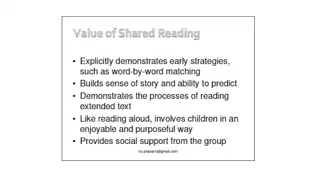 Value of Shared Reading
• Explicitly demonstrates early strategies,
such as word-by-word matching
• Builds sense of story and ability to predict
• Demonstrates the processes of reading
extended text
• Like reading aloud, involves children in an
enjoyable and purposeful way
• Provides social support from the group